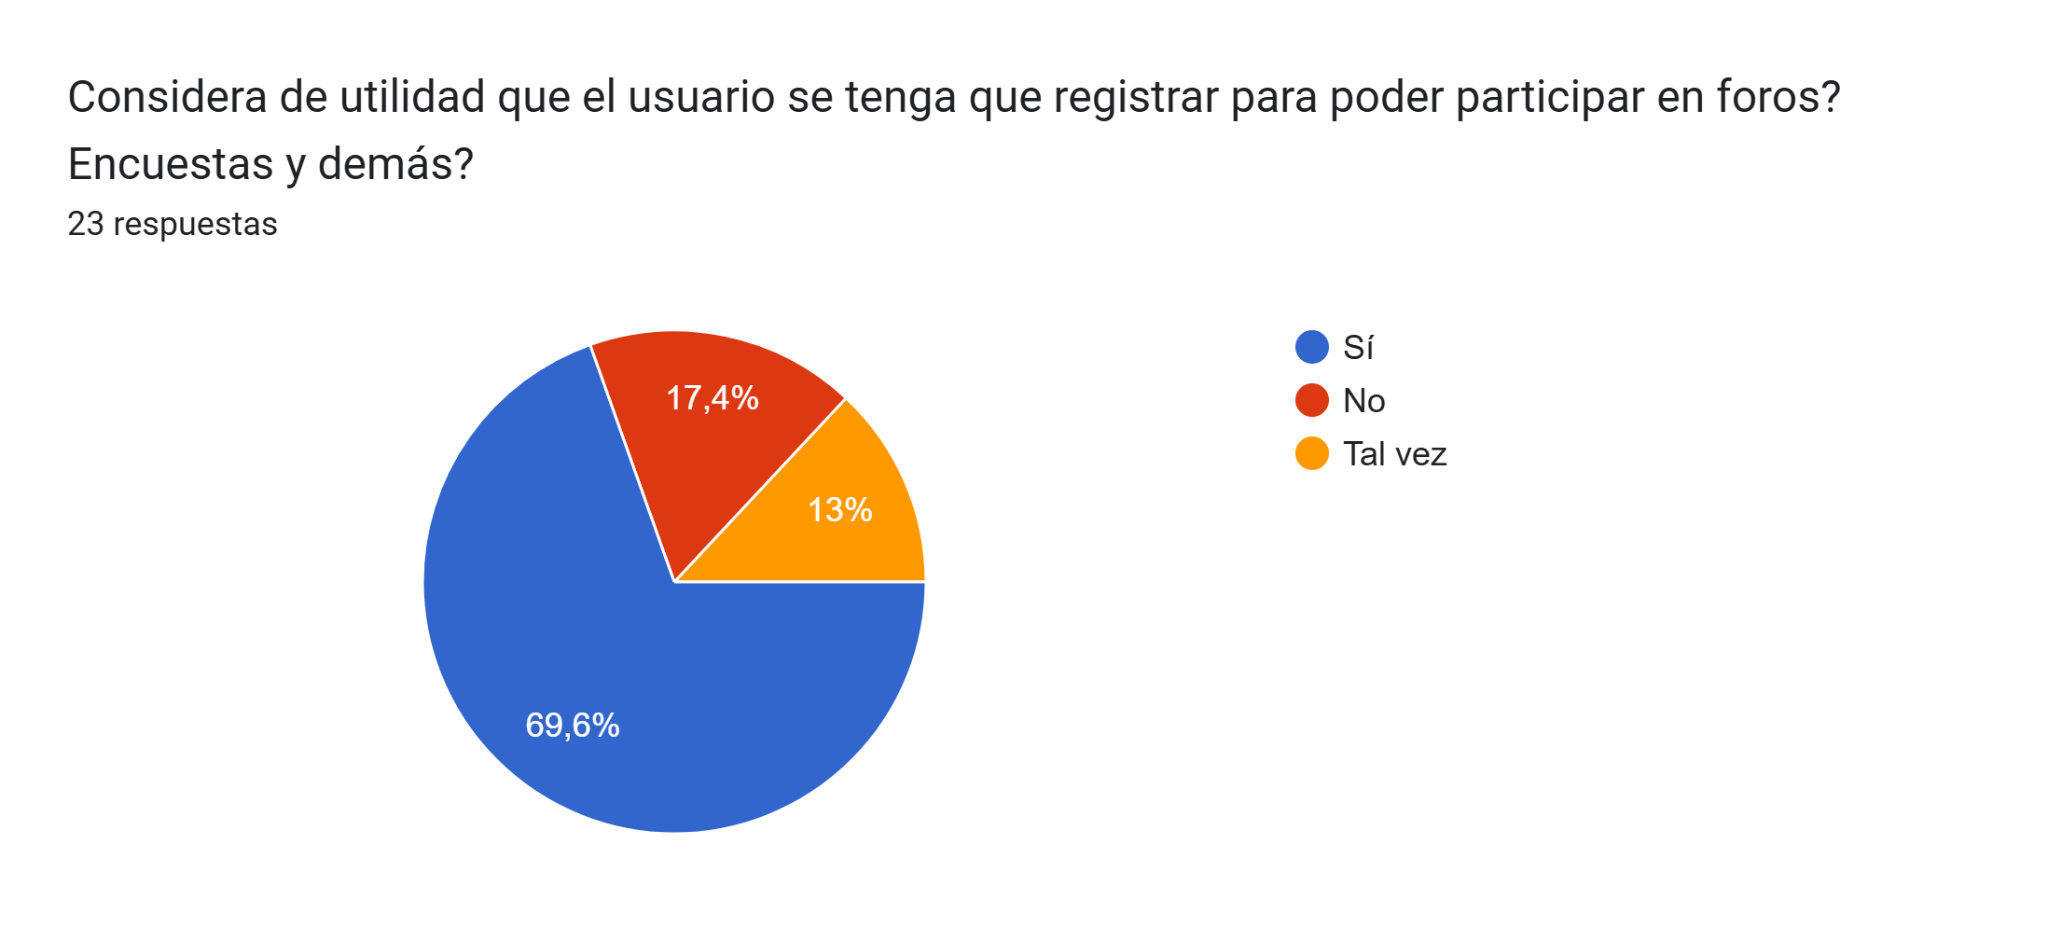 Considera de utilidad que el usuario se tenga que registrar para poder participar en foros?
Encuestas y demás?
23 respuestas
Sí
No
Tal vez
17,4%
13%
69,6%